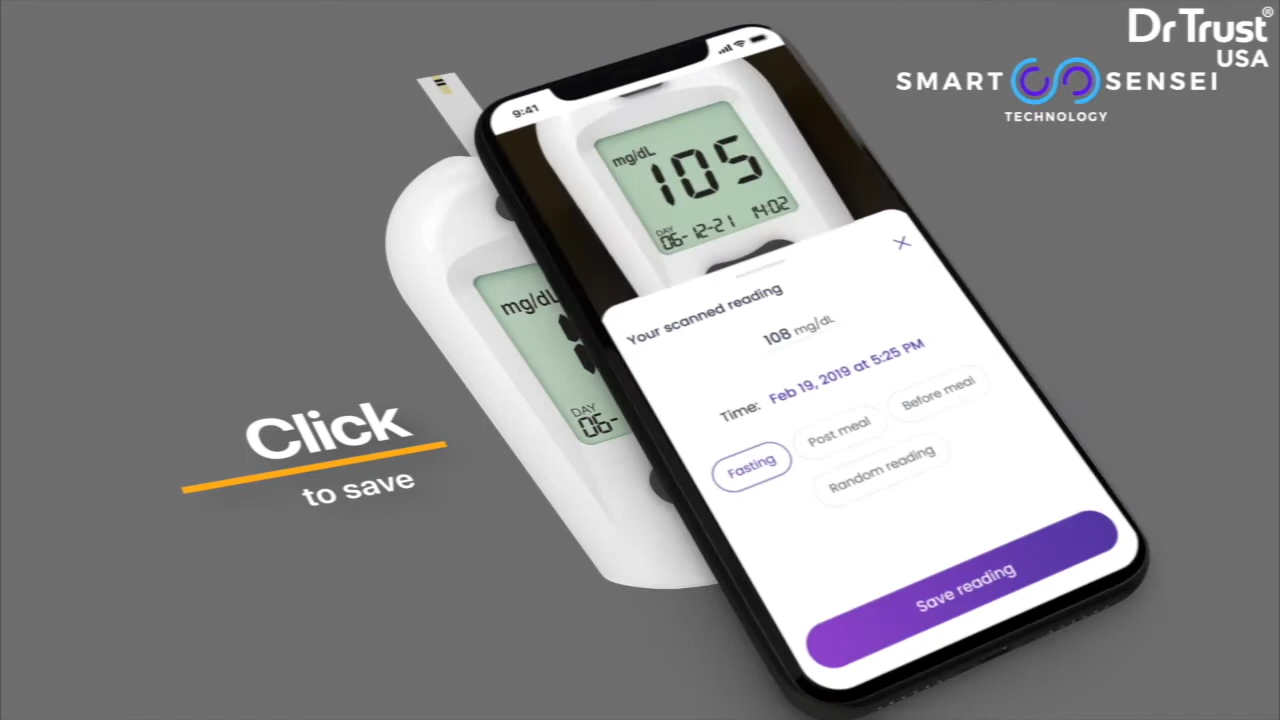 Dr Trust®
USA
SMART SENSEI
TECHNOLOGY
9:41
mg/dL
105
DAY
06-12-21 14:02
Your scanned reading
108 mg/dL
Time: Feb 19, 2019 at 5:25 PM
Fasting
Post meal
Before meal
Random reading
Save reading
mg/dL
DAY
06-
Click
to save